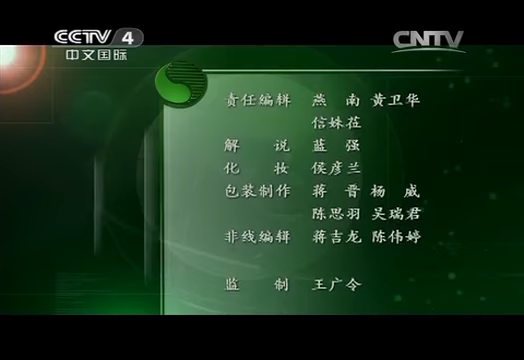 CCTV 4
中文国际
CNTV
责任编辑 燕 南 黄卫华
信姝莅
解 说 蓝 强
化 妆 侯彦兰
包装制作 蒋 晋 杨 威
陈思羽 吴瑞君
非线编辑 蒋吉龙 陈伟婷
监 制 王广令